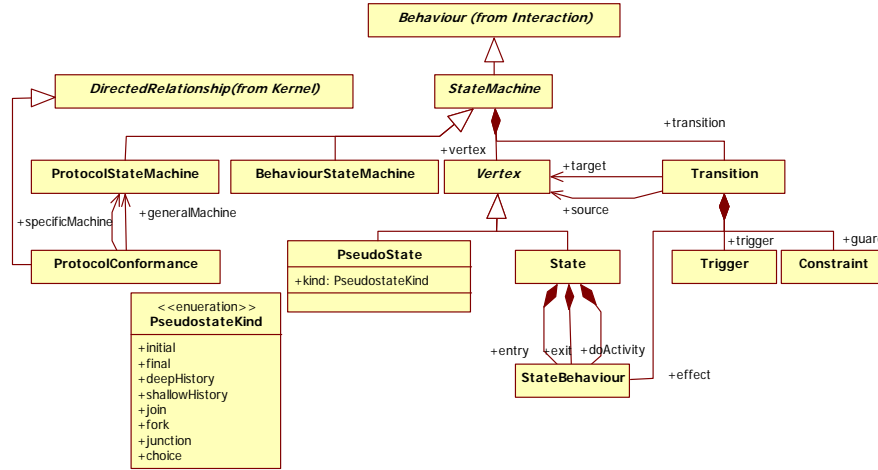 Behaviour (from Interaction)
DirectedRelationship(from Kernel)
StateMachine
+transition
+vertex
ProtocolStateMachine
BehaviourStateMachine
Vertex
+target
Transition
+specificMachine
+generalMachine
+source
ProtocolConformance
PseudoState
+kind: PseudostateKind
State
+trigger
+guar
Trigger
Constraint
<<enueration>>
PseudostateKind
+initial
+final
+deepHistory
+shallowHistory
+join
+fork
+junction
+choice
+entry
+exit
+doActivity
StateBehaviour
+effect